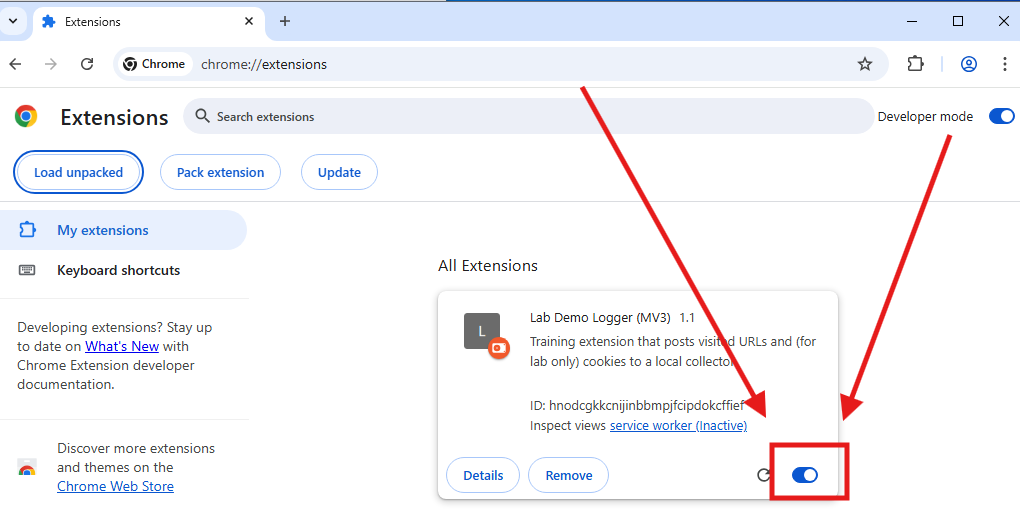 Extensions
Chrome
chrome://extensions
Extensions
Search extensions
Developer mode
Load unpacked
Pack extension
Update
My extensions
Keyboard shortcuts
Developing extensions? Stay up
to date on What's New with
Chrome Extension developer
documentation.
Discover more extensions
and themes on the
Chrome Web Store
All Extensions
L
Lab Demo Logger (MV3) 1.1
Training extension that posts visited URLs and (for
lab only) cookies to a local collector
ID: hnodcgkkcnijinbbmpjfcipdokcffief
Inspect views service worker (Inactive)
Details
Remove